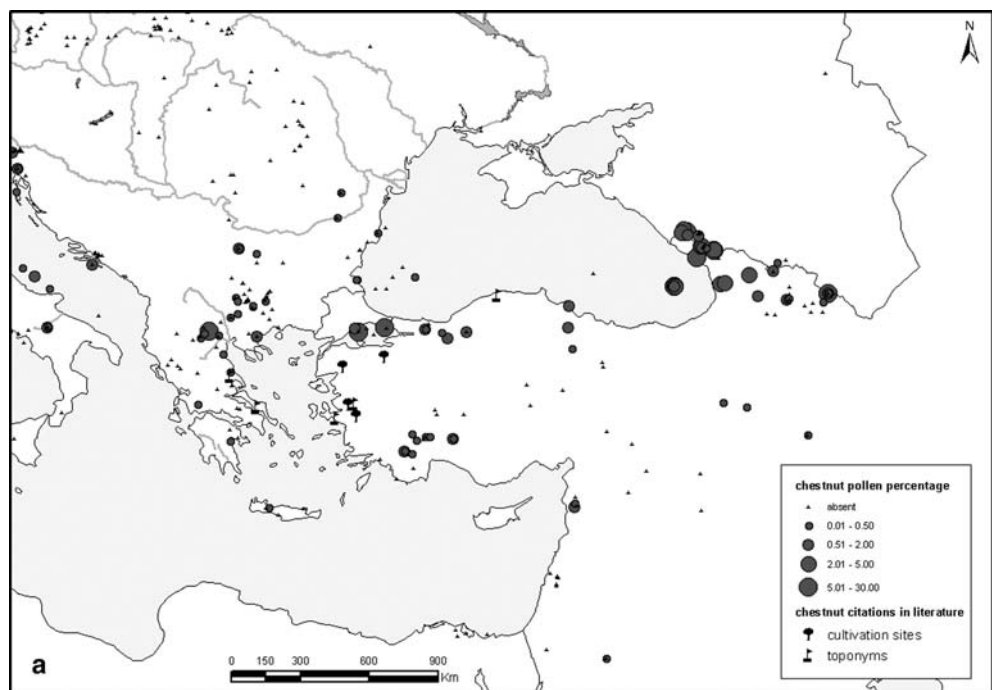 N
chestnut pollen percentage
absent
0.01 - 0.50
0.51 - 2.00
2.01 - 5.00
5.01 - 30.00
chestnut citations in literature
cultivation sites
toponyms
a
0 150 300 600 900
Km